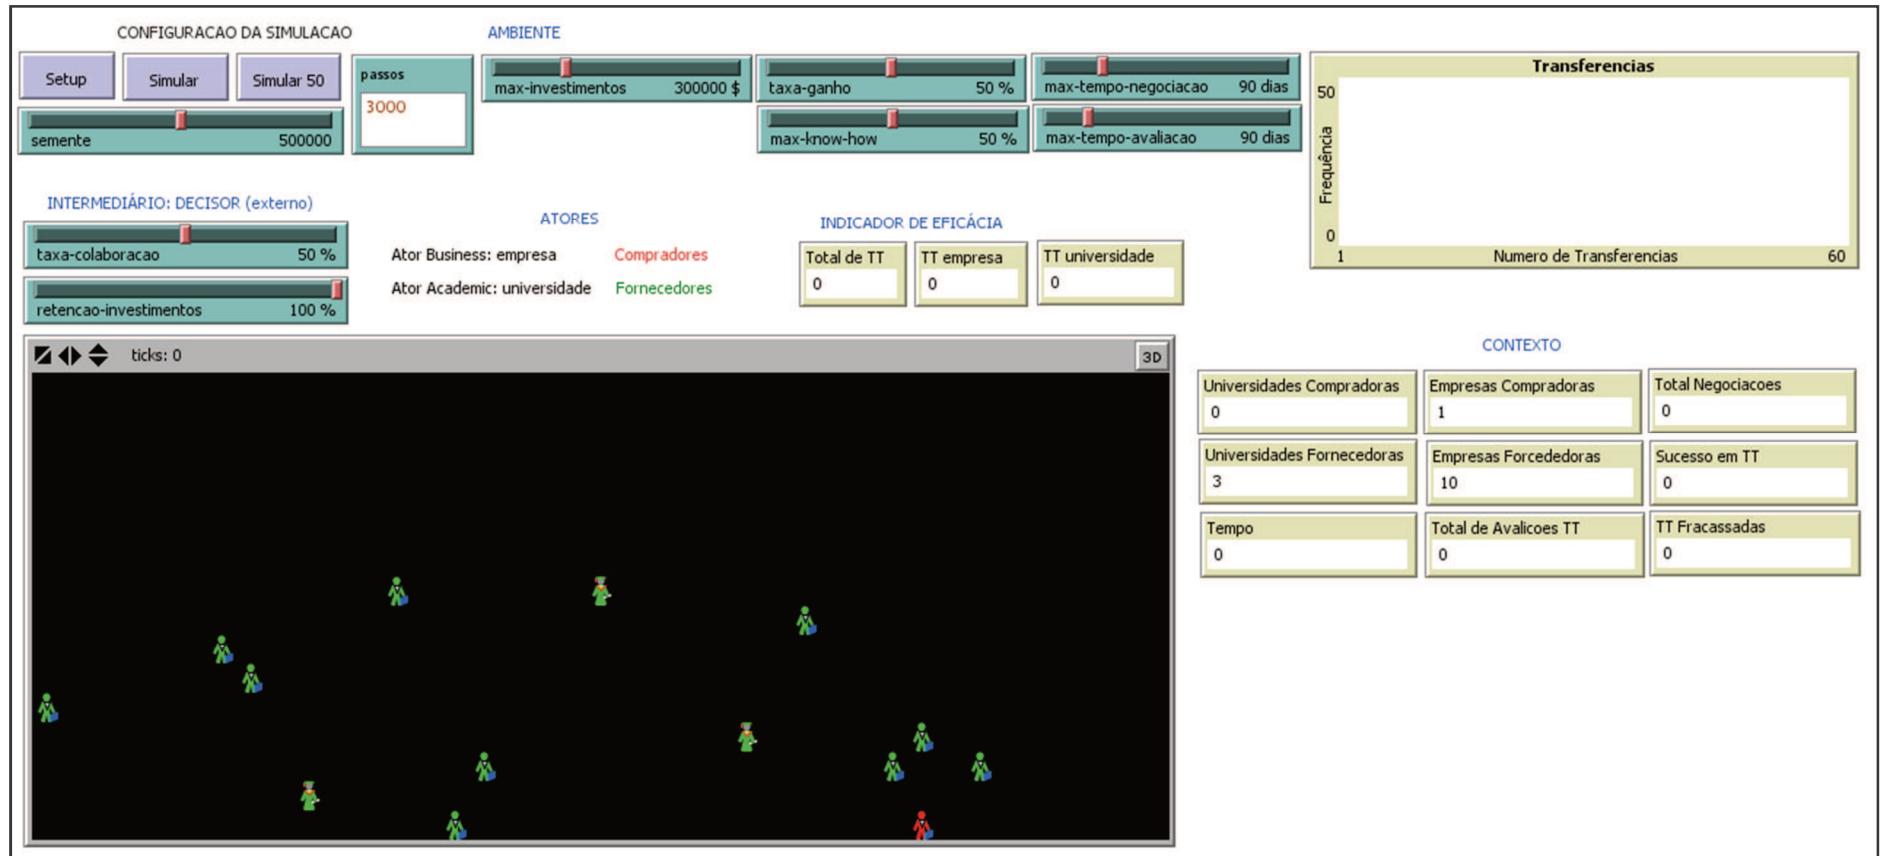 CONFIGURACAO DA SIMULACAO
AMBIENTE
Setup
Simular
Simular 50
passos
3000
semente 500000
max-investimentos 300000 $
taxa-ganho 50 %
max-tempo-negociacao 90 dias
max-know-how 50 %
max-tempo-avaliacao 90 dias
Transferencias
50
Frequência
0
1 Numero de Transferencias 60
INTERMEDIÁRIO: DECISOR (externo)
taxa-colaboracao 50 %
retencao-investimentos 100 %
ATORES
Ator Business: empresa Compradores
Ator Academic: universidade Fornecedores
INDICADOR DE EFICÁCIA
Total de TT
0
TT empresa
0
TT universidade
0
ticks: 0
3D
CONTEXTO
Universidades Compradoras
0
Empresas Compradoras
1
Total Negociacoes
0
Universidades Fornecedoras
3
Empresas Forcededoras
10
Sucesso em TT
0
Tempo
0
Total de Avalicoes TT
0
TT Fracassadas
0